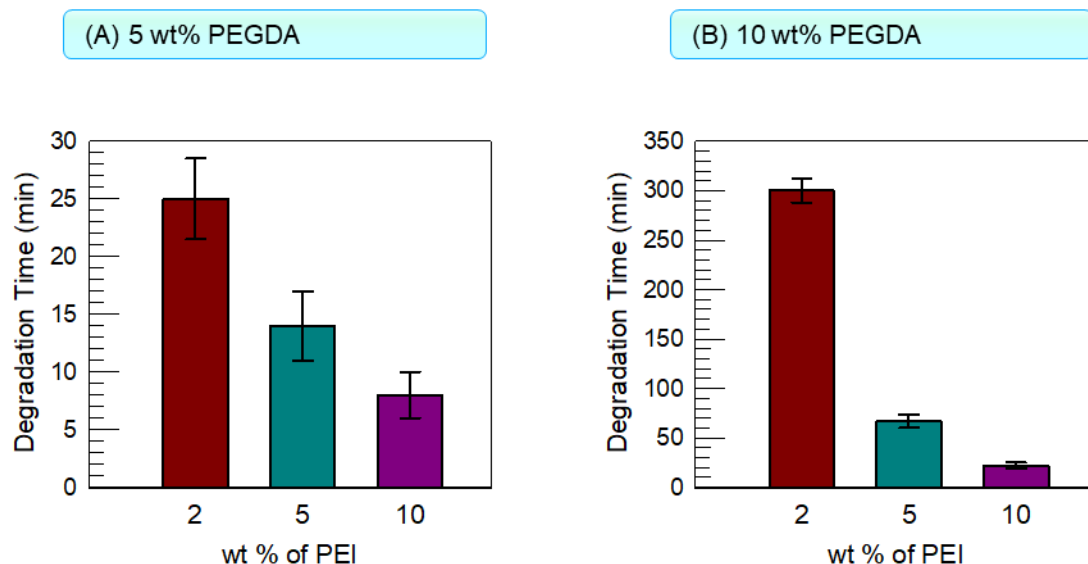 (A) 5 wt% PEGDA
30
25
20
15
10
5
0
Degradation Time (min)
2 5 10
wt % of PEI
(B) 10 wt% PEGDA
350
300
250
200
150
100
50
0
Degradation Time (min)
2 5 10
wt % of PEI